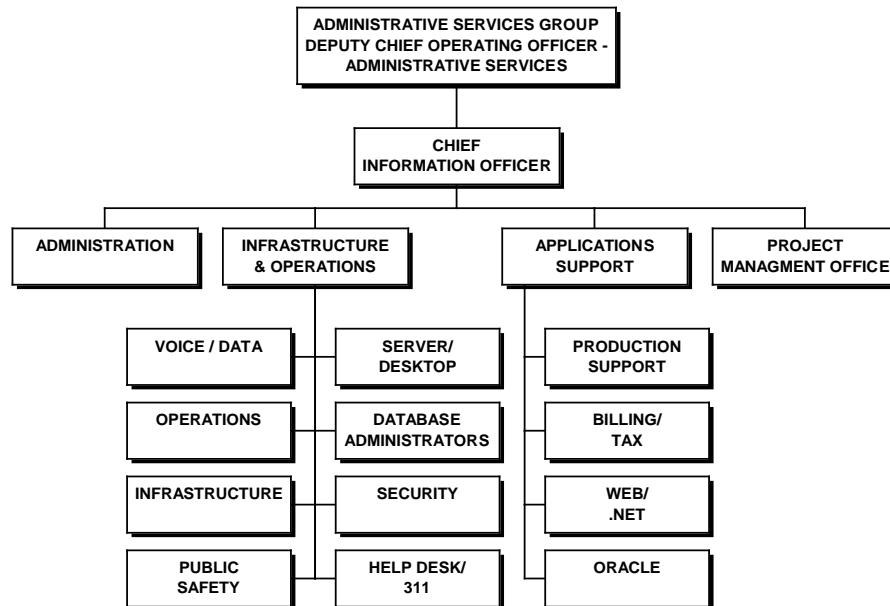 ADMINISTRATIVE SERVICES GROUP
DEPUTY CHIEF OPERATING OFFICER -
ADMINISTRATIVE SERVICES
CHIEF
INFORMATION OFFICER
ADMINISTRATION
INFRASTRUCTURE
& OPERATIONS
APPLICATIONS
SUPPORT
PROJECT
MANAGMENT OFFICE
VOICE / DATA
SERVER/
DESKTOP
PRODUCTION
SUPPORT
OPERATIONS
DATABASE
ADMINISTRATORS
BILLING/
TAX
INFRASTRUCTURE
SECURITY
WEB/
.NET
PUBLIC
SAFETY
HELP DESK/
311
ORACLE